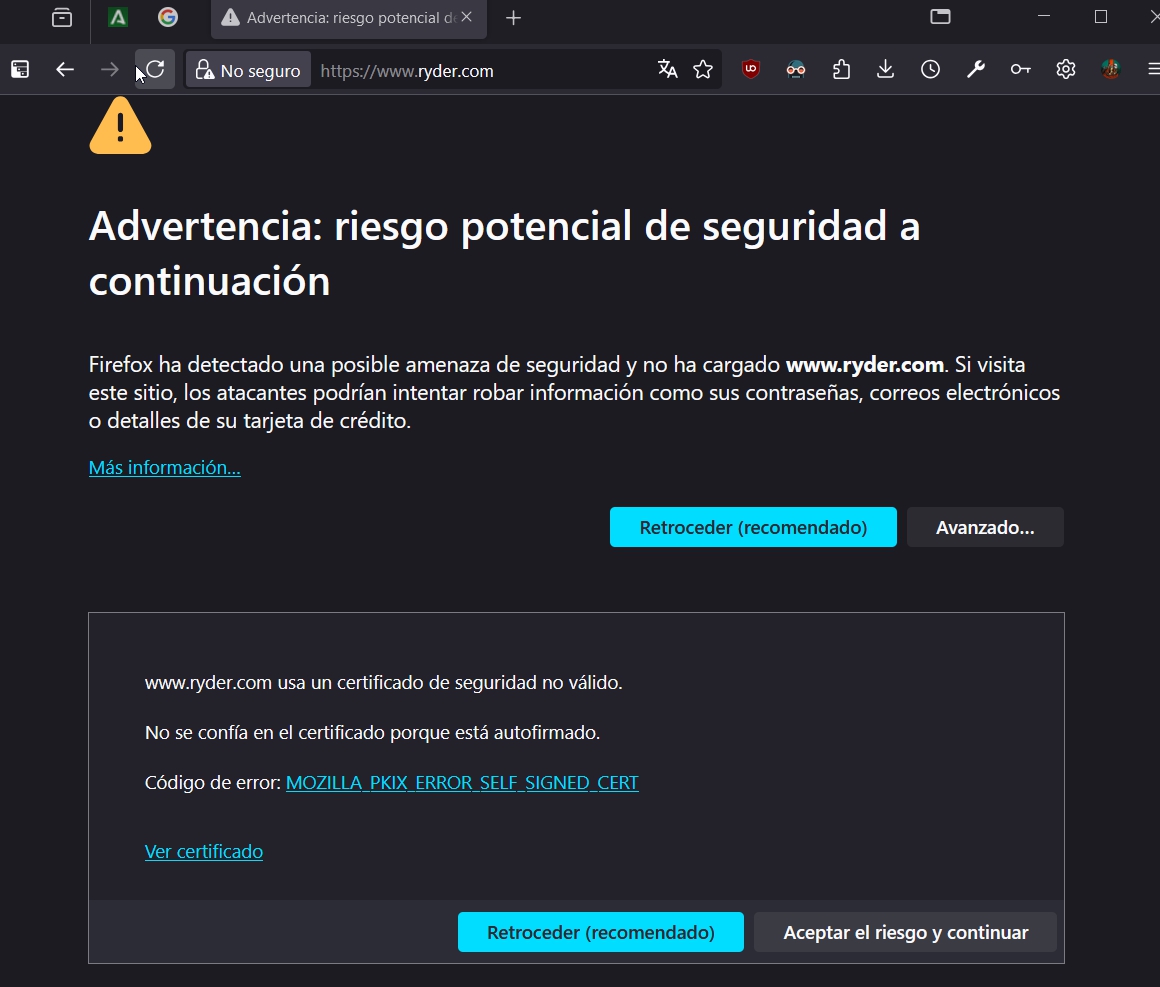 Advertencia: riesgo potencial de
No seguro
https://www.ryder.com
Advertencia: riesgo potencial de seguridad a
continuación
Firefox ha detectado una posible amenaza de seguridad y no ha cargado www.ryder.com. Si visita
este sitio, los atacantes podrían intentar robar información como sus contraseñas, correos electrónicos
o detalles de su tarjeta de crédito.
Más información...
Retroceder (recomendado)
Avanzado...
www.ryder.com usa un certificado de seguridad no válido.
No se confía en el certificado porque está autofirmado.
Código de error: MOZILLA_PKIX_ERROR_SELF_SIGNED_CERT
Ver certificado
Retroceder (recomendado)
Aceptar el riesgo y continuar